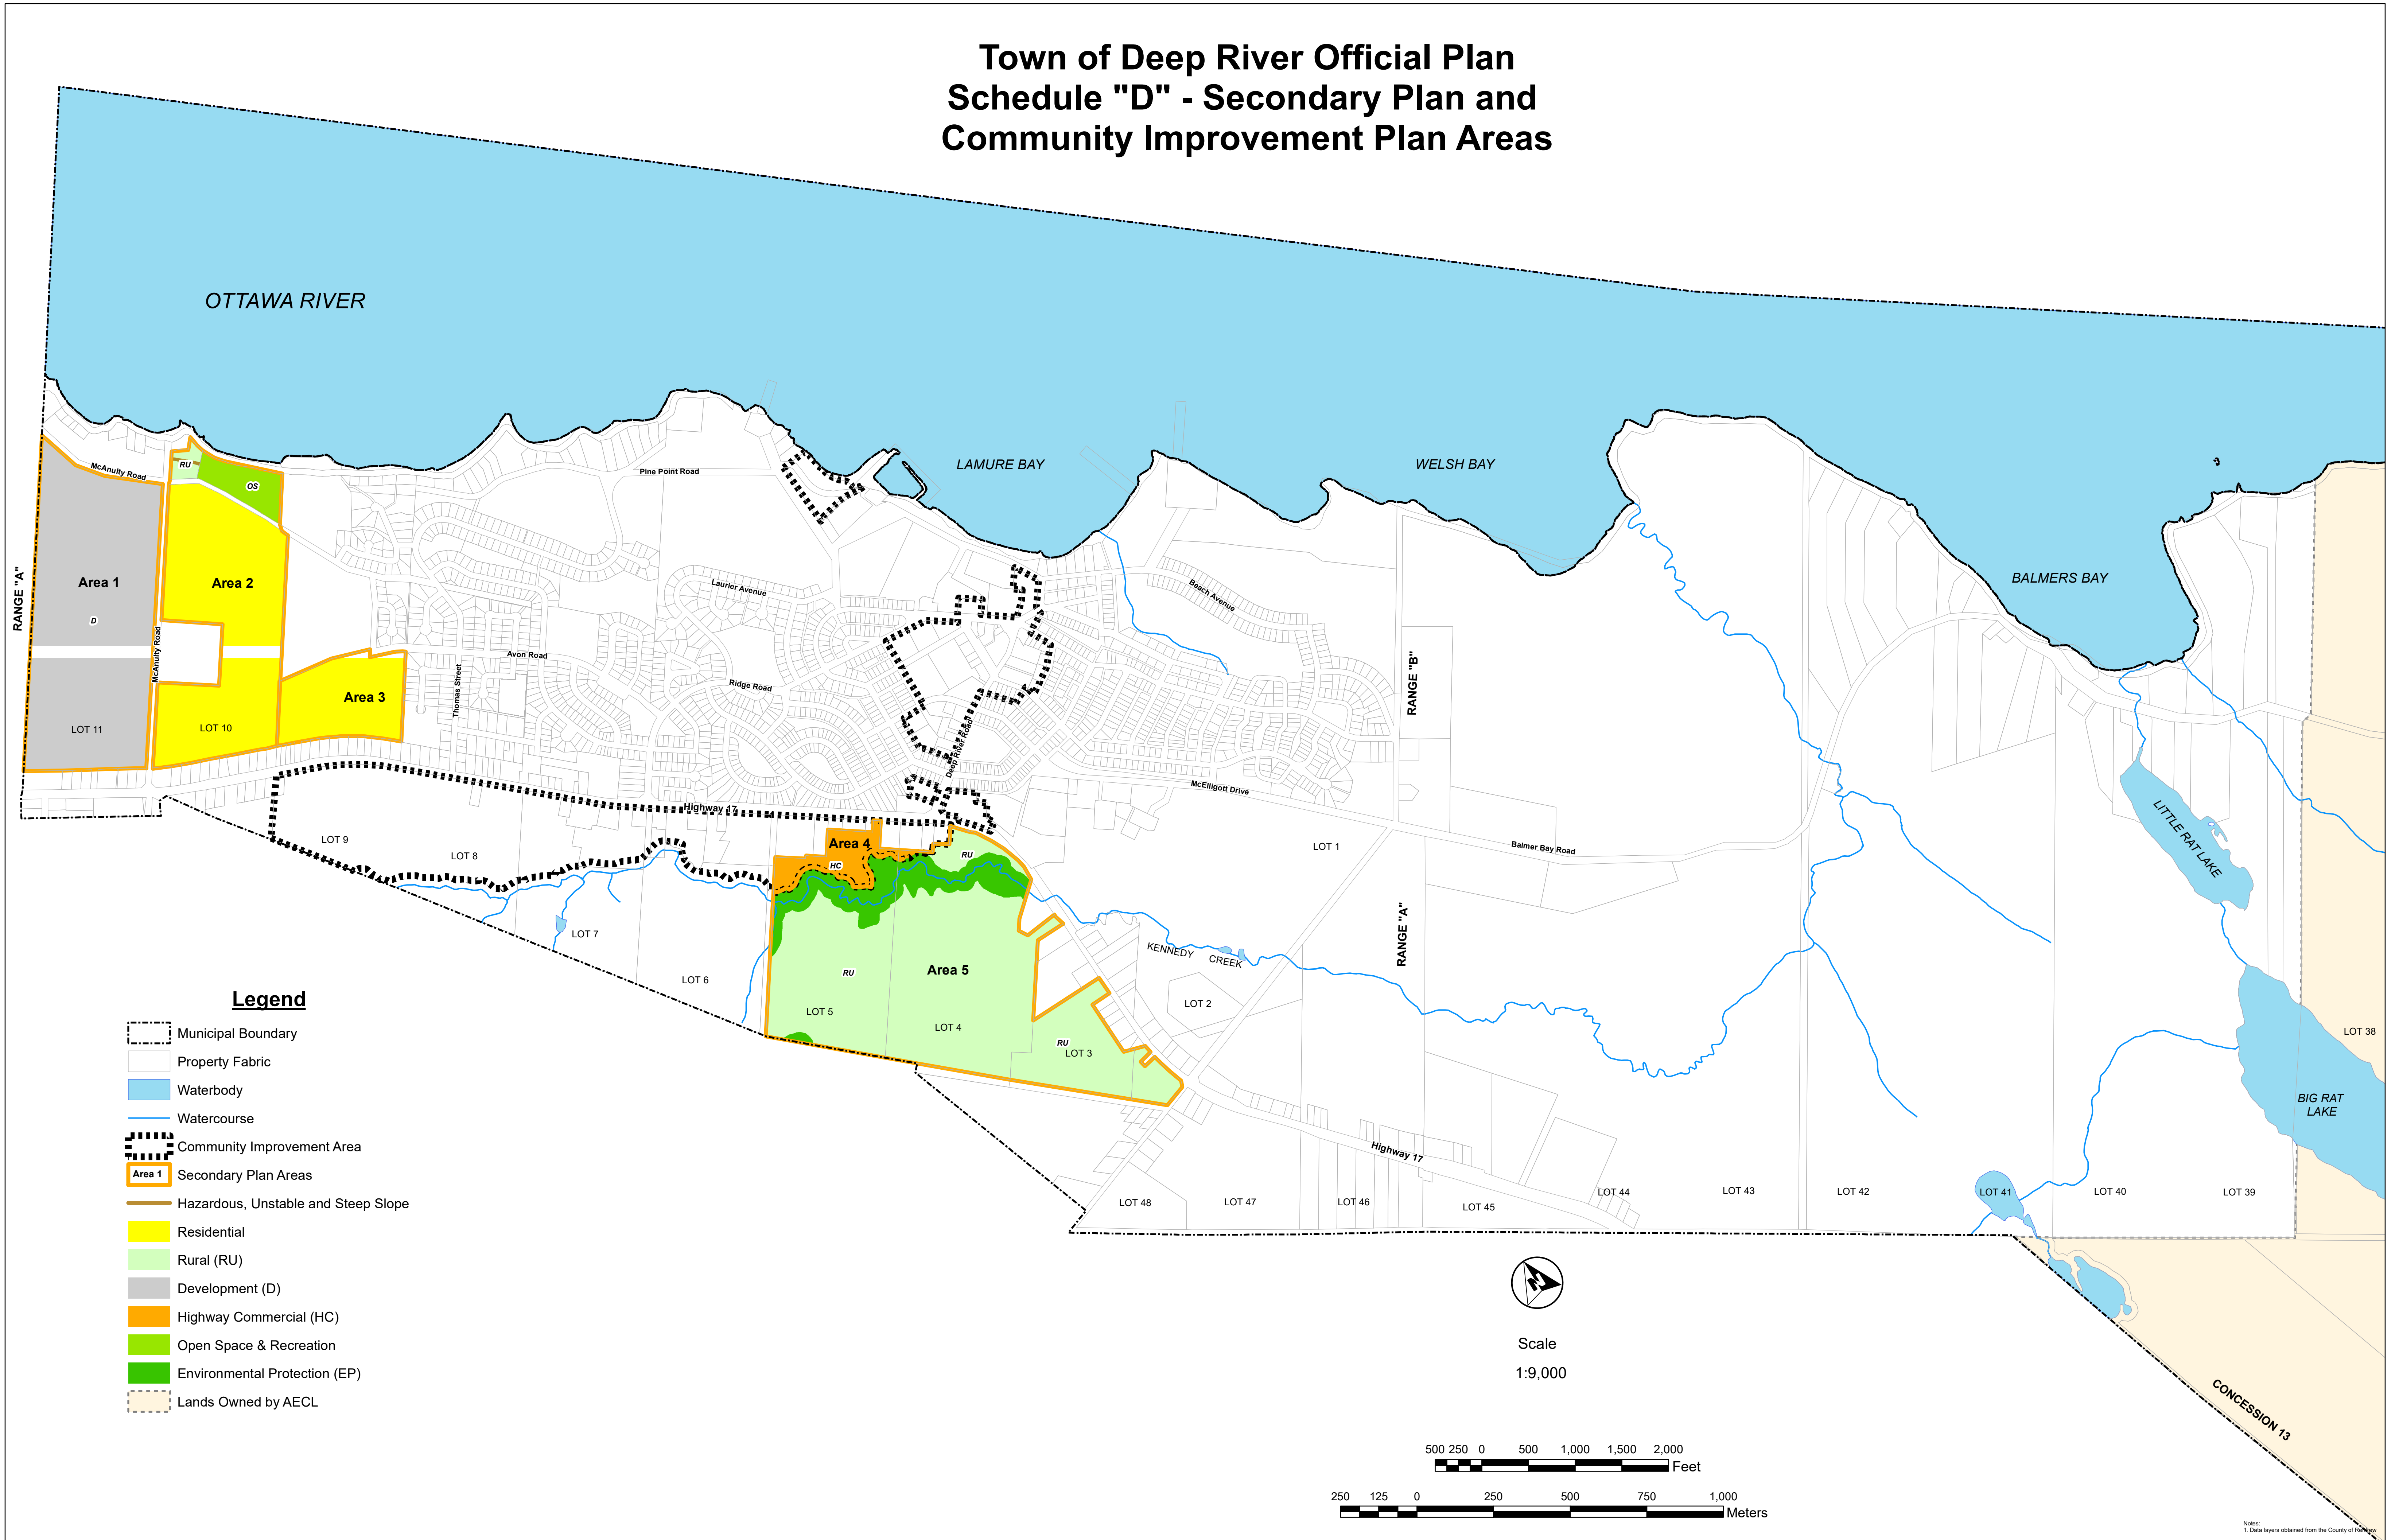 Town of Deep River Official Plan
Schedule "D" - Secondary Plan and
Community Improvement Plan Areas
OTTAWA RIVER
LAMURE BAY
WELSH BAY
BALMERS BAY
McAnulty Road
RU
OS
Pine Point Road
RANGE "A"
Area 1
D
Area 2
McAnulty Road
Laurier Avenue
Beach Avenue
Avon Road
Thomas Street
Ridge Road
Deep River Road
RANGE "B"
Area 3
LOT 11
LOT 10
McElligott Drive
Highway 17
Balmer Bay Road
LITTLE RAT LAKE
LOT 9
LOT 8
Area 4
HC
RU
LOT 1
LOT 7
LOT 6
RU
Area 5
LOT 5
LOT 4
RU
LOT 3
KENNEDY CREEK
LOT 2
RANGE "A"
LOT 38
BIG RAT
LAKE
Highway 17
LOT 48
LOT 47
LOT 46
LOT 45
LOT 44
LOT 43
LOT 42
LOT 41
LOT 40
LOT 39
CONCESSION 13
Legend
Municipal Boundary
Property Fabric
Waterbody
Watercourse
Community Improvement Area
Area 1 Secondary Plan Areas
Hazardous, Unstable and Steep Slope
Residential
Rural (RU)
Development (D)
Highway Commercial (HC)
Open Space & Recreation
Environmental Protection (EP)
Lands Owned by AECL
N
Scale
1:9,000
500 250 0 500 1,000 1,500 2,000
Feet
250 125 0 250 500 750 1,000
Meters
Notes:
1. Data layers obtained from the County of Renfrew